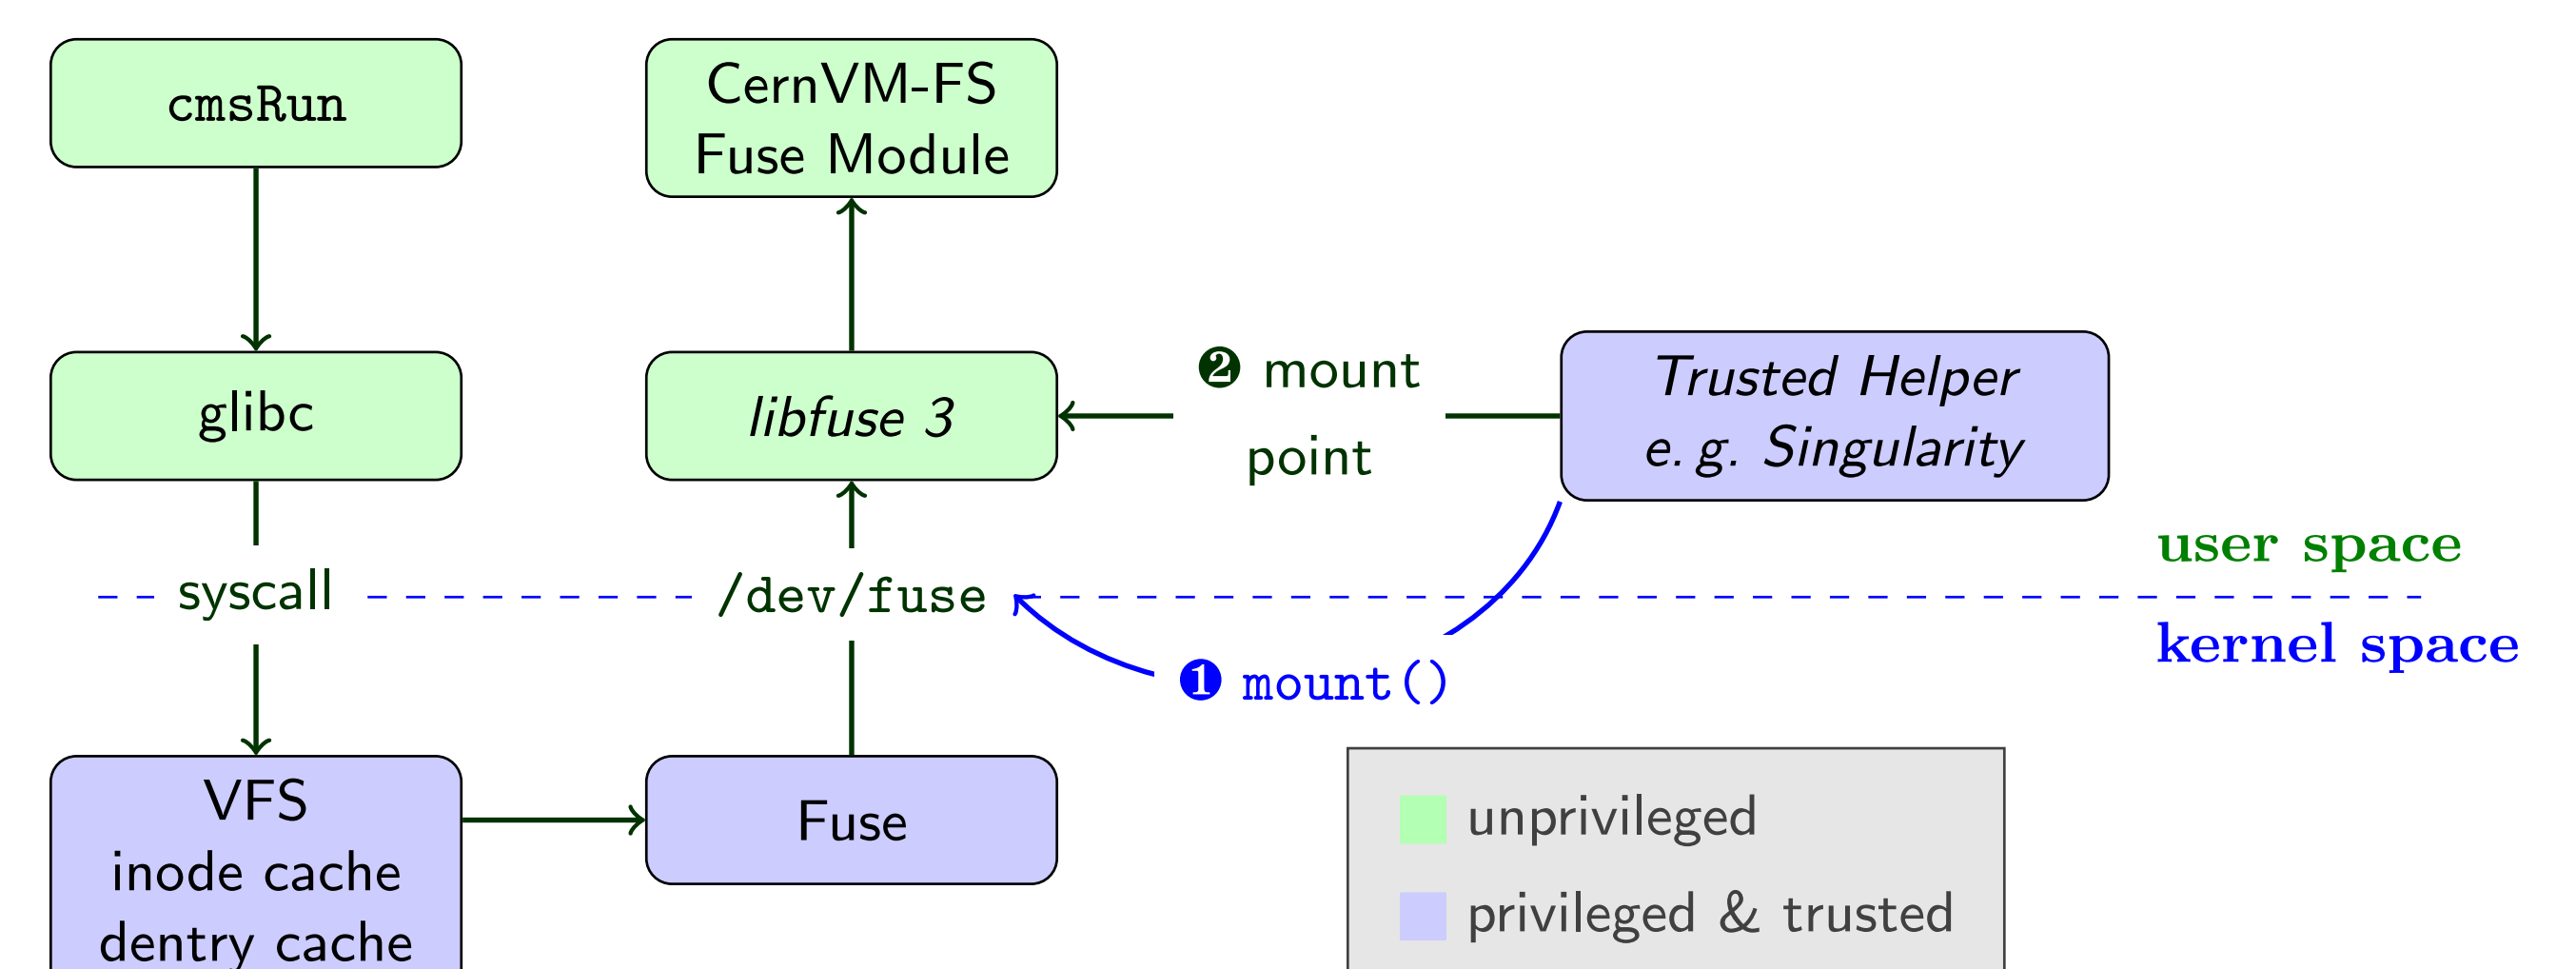 cmsRun
CernVM-FS
Fuse Module
glibc
libfuse 3
❷ mount
point
Trusted Helper
e. g. Singularity
user space
syscall
/dev/fuse
kernel space
❶ mount()
VFS
inode cache
dentry cache
Fuse
unprivileged
privileged & trusted